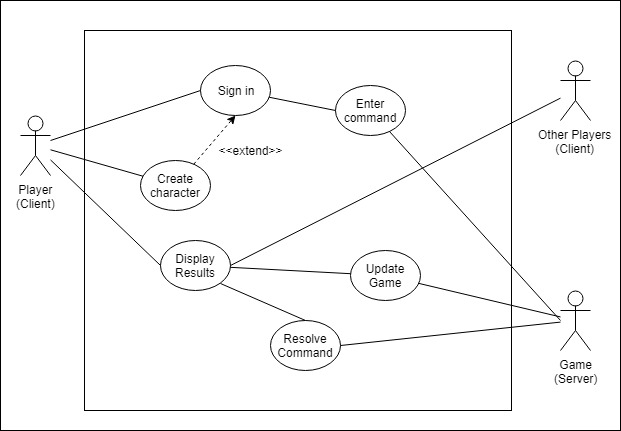 Sign in
Enter
command
<<extend>>
Other Players
(Client)
Create
character
Player
(Client)
Display
Results
Update
Game
Resolve
Command
Game
(Server)